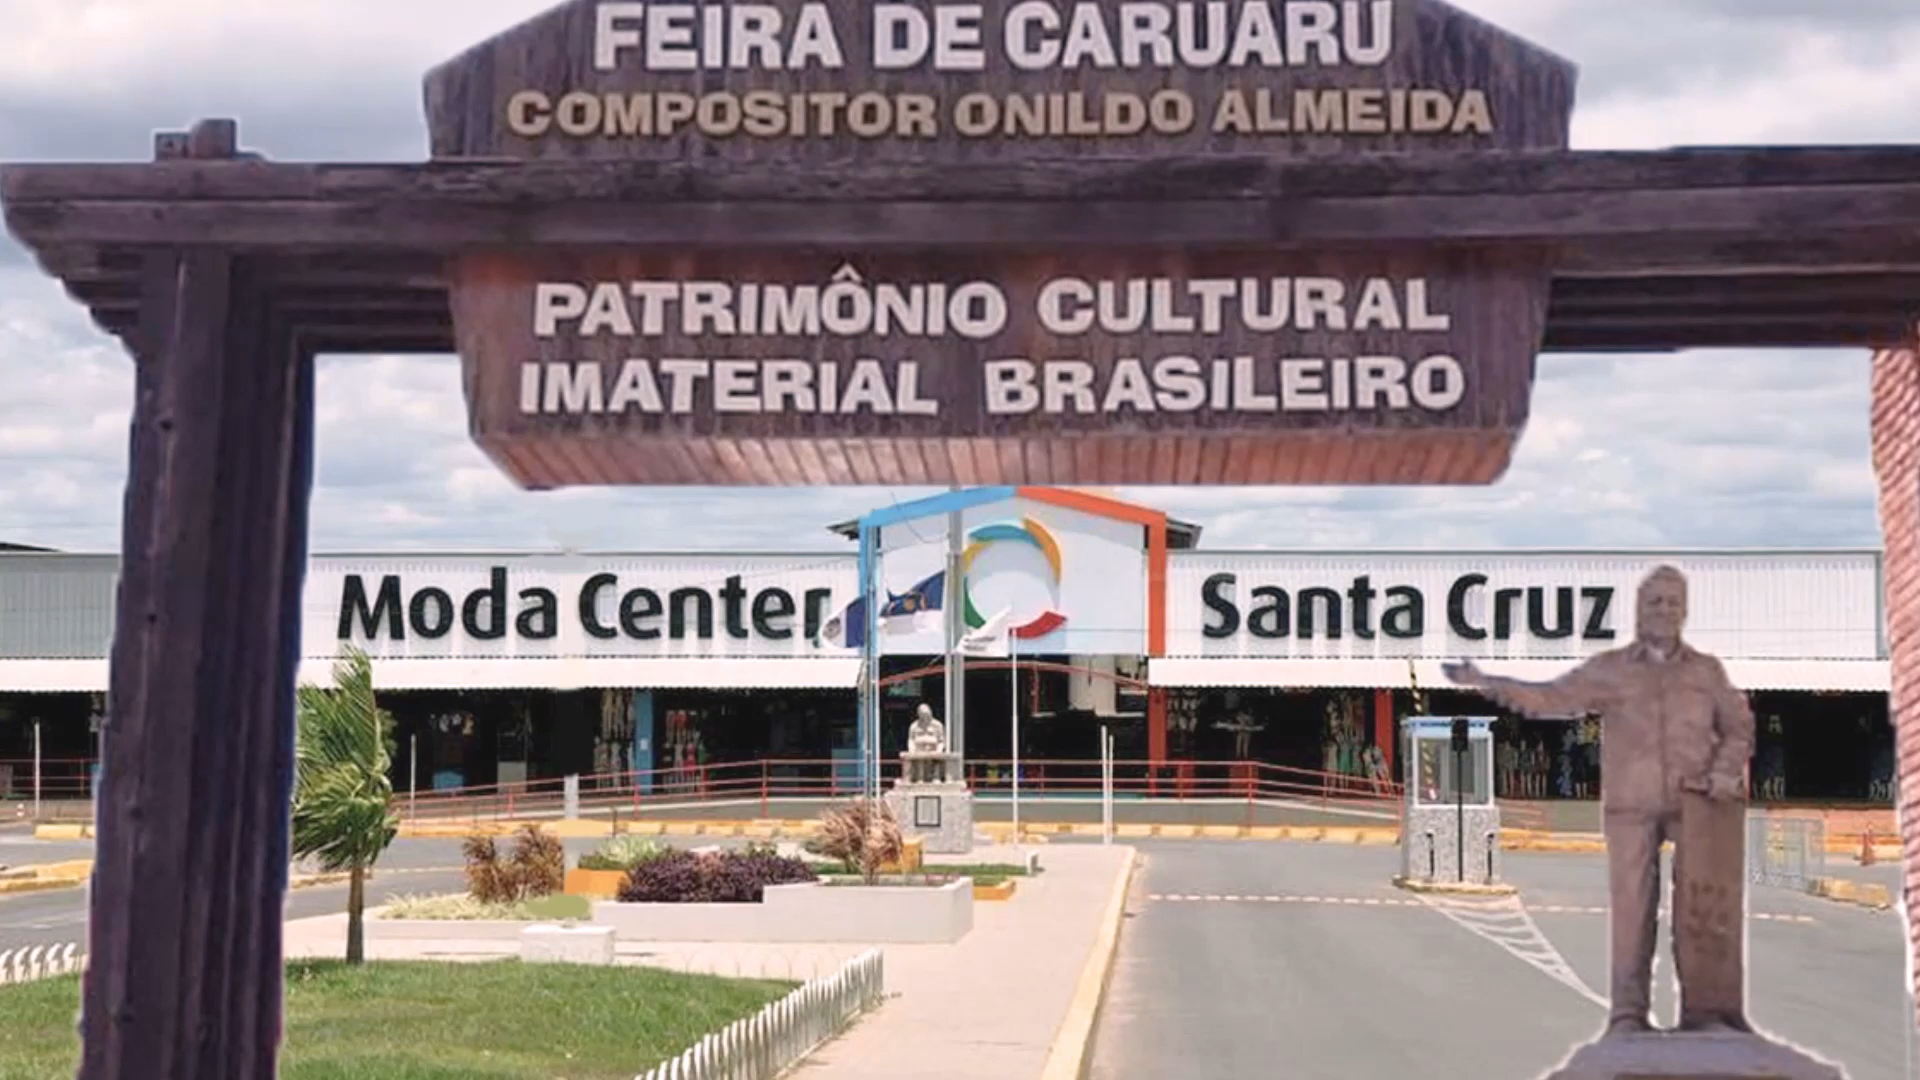 FEIRA DE CARUARU
COMPOSITOR ONILDO ALMEIDA
PATRIMÔNIO CULTURAL
IMATERIAL BRASILEIRO
Moda Center Santa Cruz